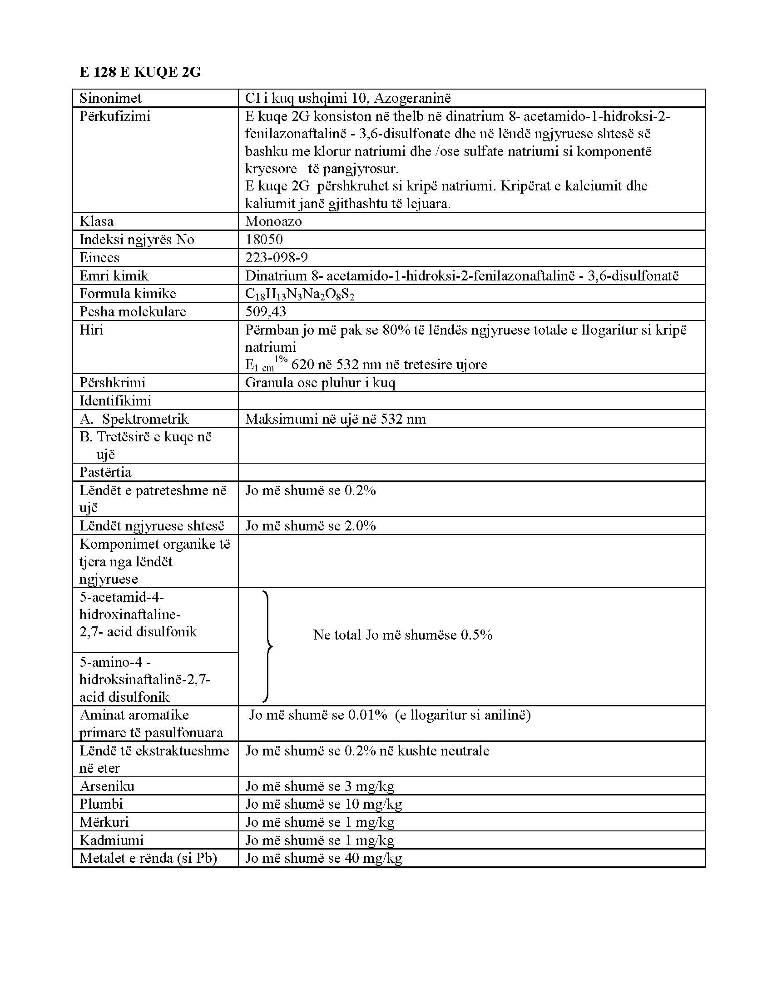 E 128 E KUQE 2G
Sinonimet CI i kuq ushqimi 10, Azogeraninë
Përkufizimi E kuqe 2G konsiston në thelb në dinatrium 8- acetamido-1-hidroksi-2-
fenilazonaftalinë - 3,6-disulfonate dhe në lëndë ngjyruese shtesë së
bashku me klorur natriumi dhe /ose sulfate natriumi si komponentë
kryesore të pangjyrosur.
E kuqe 2G përshkruhet si kripë natriumi. Kripërat e kalciumit dhe
kaliumit janë gjithashtu të lejuara.
Klasa Monoazo
Indeksi ngjyrës No 18050
Einecs 223-098-9
Emri kimik Dinatrium 8- acetamido-1-hidroksi-2-fenilazonaftalinë - 3,6-disulfonatë
Formula kimike C₁₈H₁₃N₃Na₂O₈S₂
Pesha molekulare 509,43
Hiri Përmban jo më pak se 80% të lëndës ngjyruese totale e llogaritur si kripë
natriumi
E1 cm1% 620 në 532 nm në tretesire ujore
Përshkrimi Granula ose pluhur i kuq
Identifikimi
A. Spektrometrik Maksimumi në ujë në 532 nm
B. Tretësirë e kuqe në
ujë
Pastërtia
Lëndët e patreteshme në Jo më shumë se 0.2%
ujë
Lëndët ngjyruese shtesë Jo më shumë se 2.0%
Komponimet organike të
tjera nga lëndët
ngjyruese
5-acetamid-4-
hidroxinaftaline-
2,7- acid disulfonik
Ne total Jo më shumëse 0.5%
5-amino-4 -
hidroksinaftalinë-2,7-
acid disulfonik
Aminat aromatike Jo më shumë se 0.01% (e llogaritur si anilinë)
primare të pasulfonuara
Lëndë të ekstraktueshme Jo më shumë se 0.2% në kushte neutrale
në eter
Arseniku Jo më shumë se 3 mg/kg
Plumbi Jo më shumë se 10 mg/kg
Mërkuri Jo më shumë se 1 mg/kg
Kadmiumi Jo më shumë se 1 mg/kg
Metalet e rënda (si Pb) Jo më shumë se 40 mg/kg